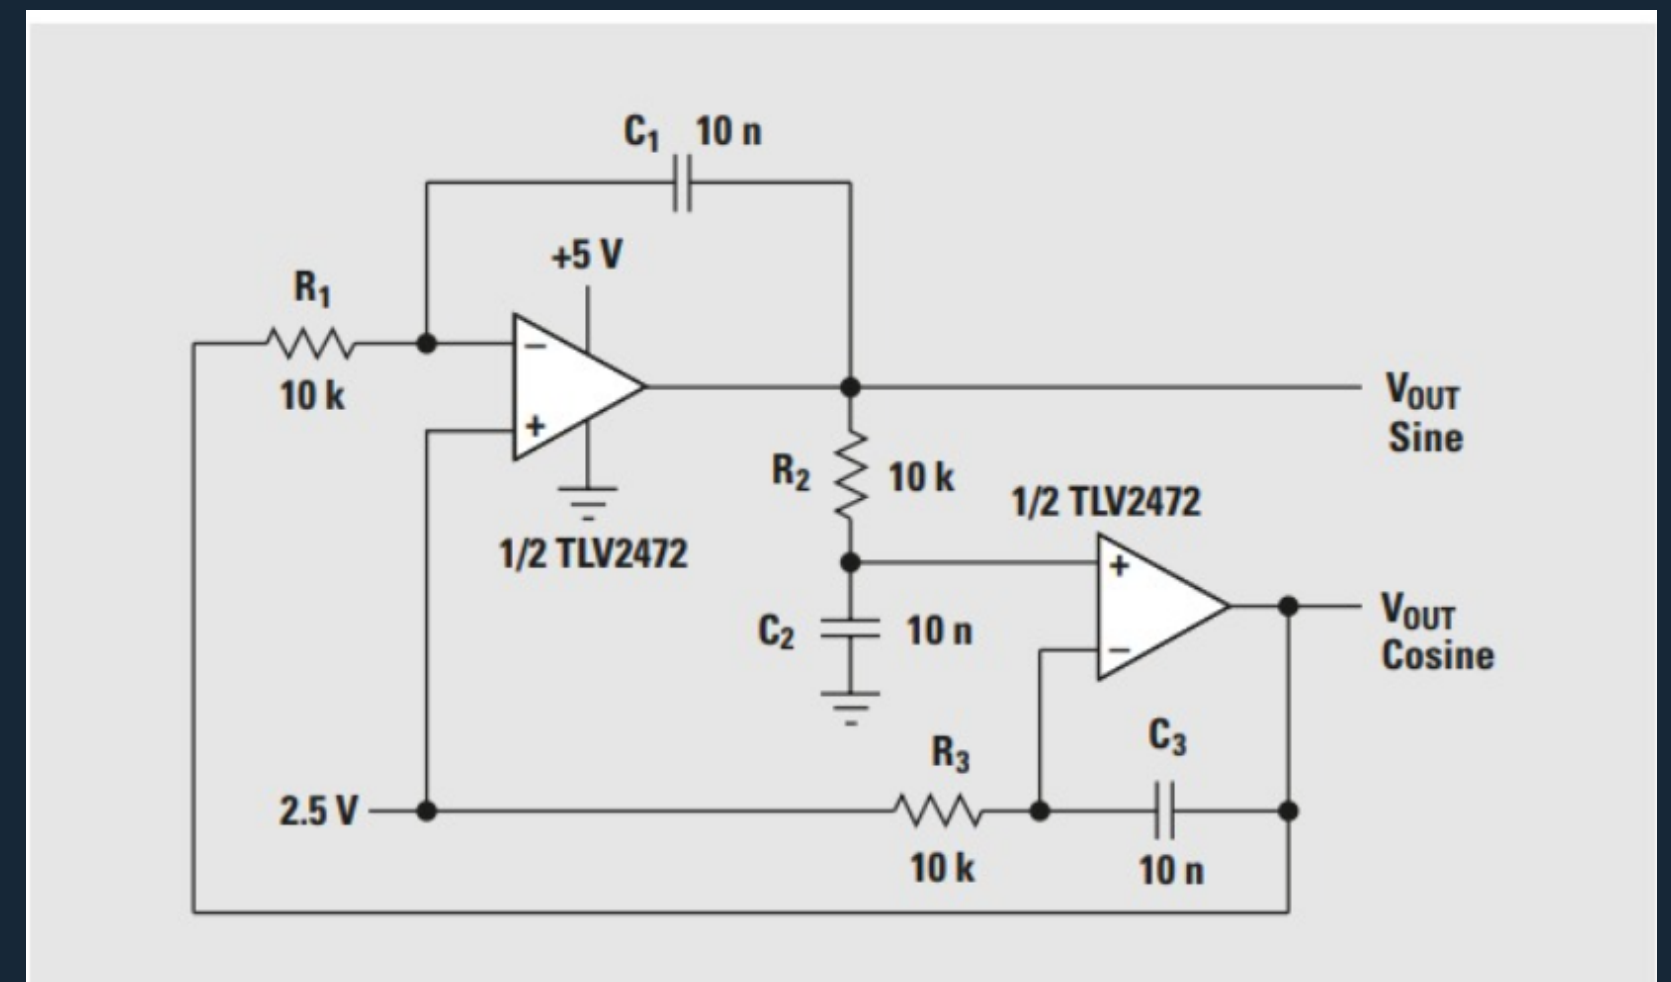 C1 10 n
+5 V
R1
10 k
−
+
1/2 TLV2472
VOUT
Sine
R2 10 k
1/2 TLV2472
+
−
C2 10 n
VOUT
Cosine
C3
R3
2.5 V
10 k
10 n